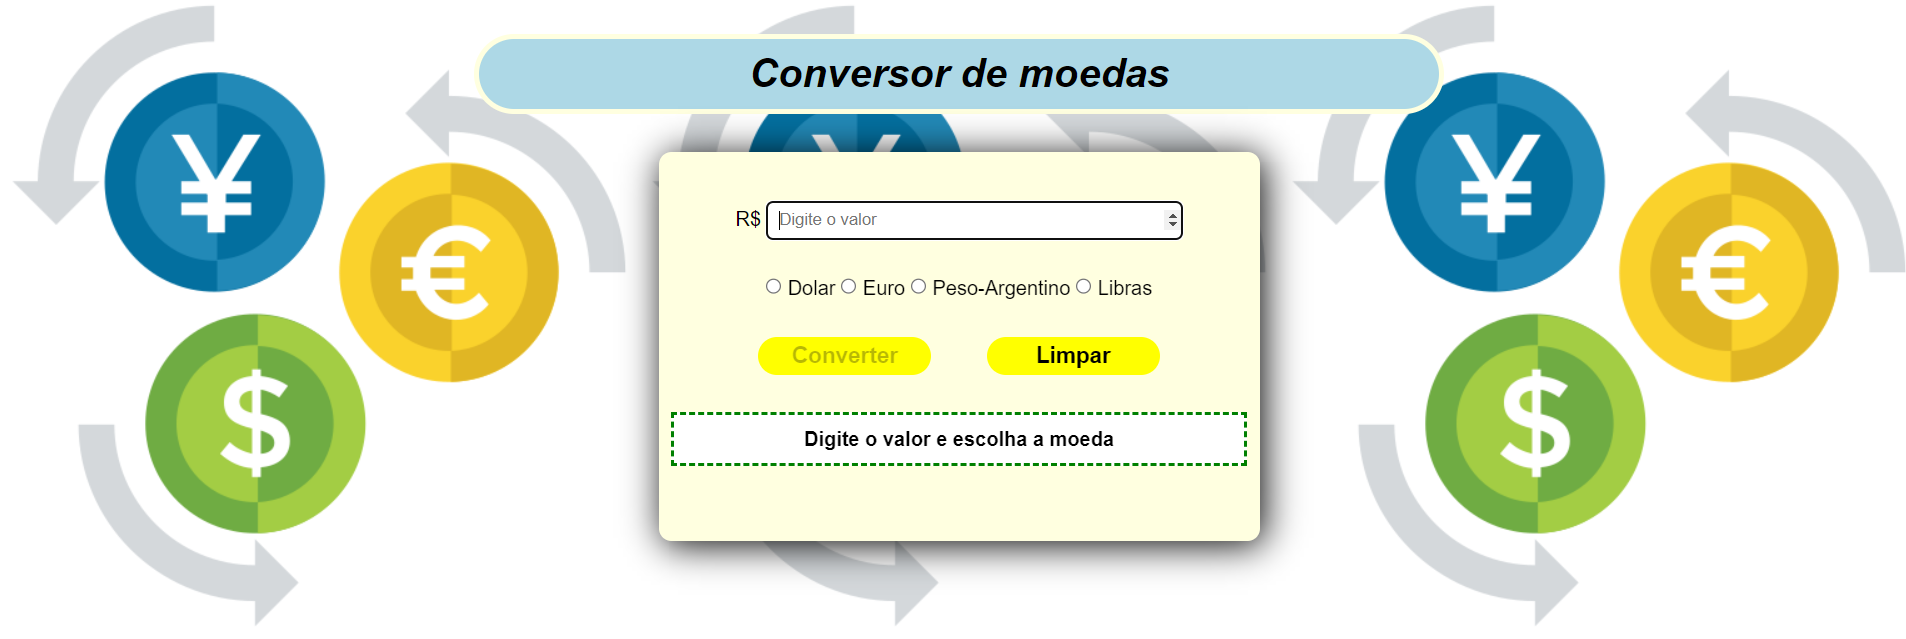 Conversor de moedas
R$ Digite o valor
Dolar Euro Peso-Argentino Libras
Converter Limpar
Digite o valor e escolha a moeda
¥ € $
¥ € $